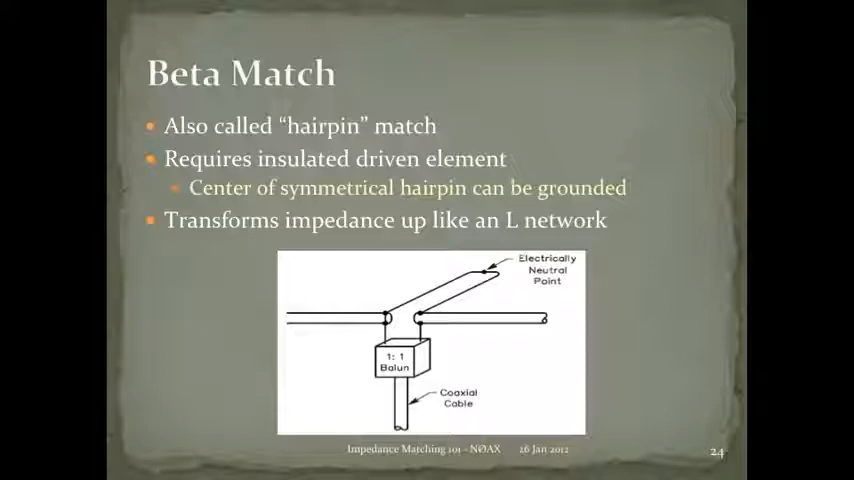 Beta Match
Also called “hairpin” match
Requires insulated driven element
Center of symmetrical hairpin can be grounded
Transforms impedance up like an L network
Electrically
Neutral
Point
1: 1
Balun
Coaxial
Cable
Impedance Matching 101 - NØAX 26 Jan 2012 24